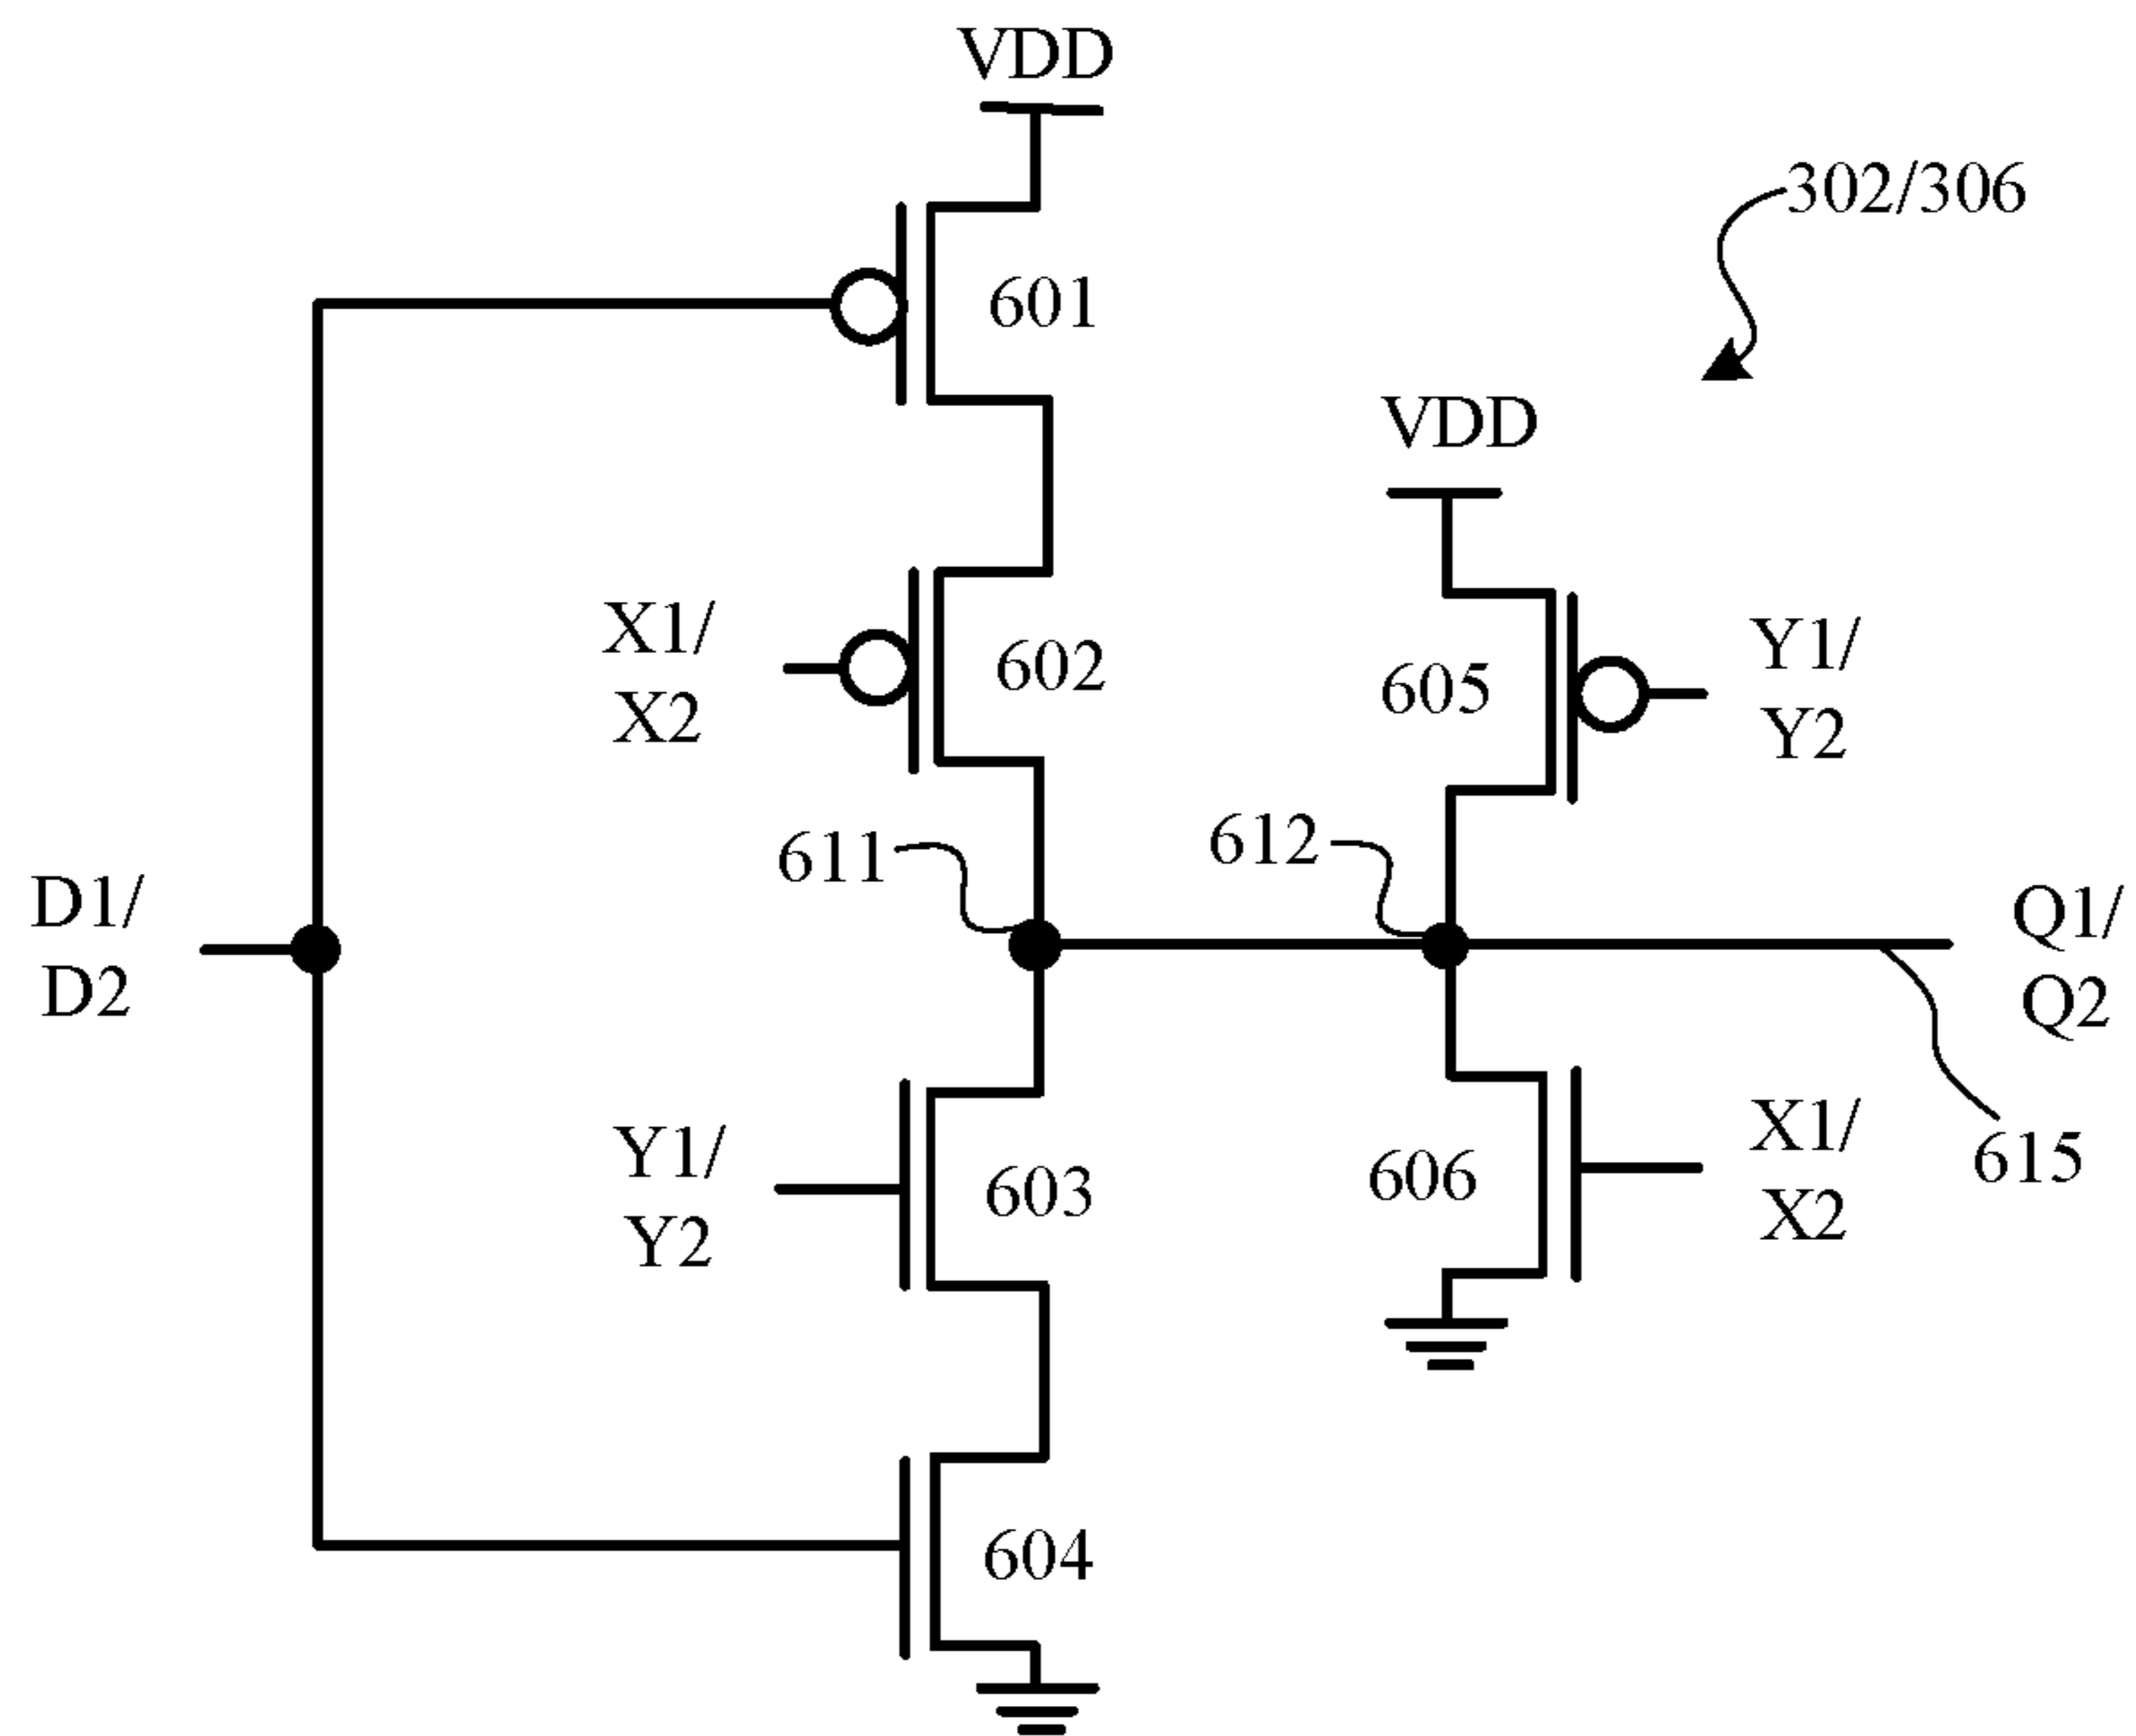 VDD
302/306
601
VDD
X1/
X2
602
605
Y1/
Y2
611
612
D1/
D2
Q1/
Q2
Y1/
Y2
603
606
X1/
X2
615
604